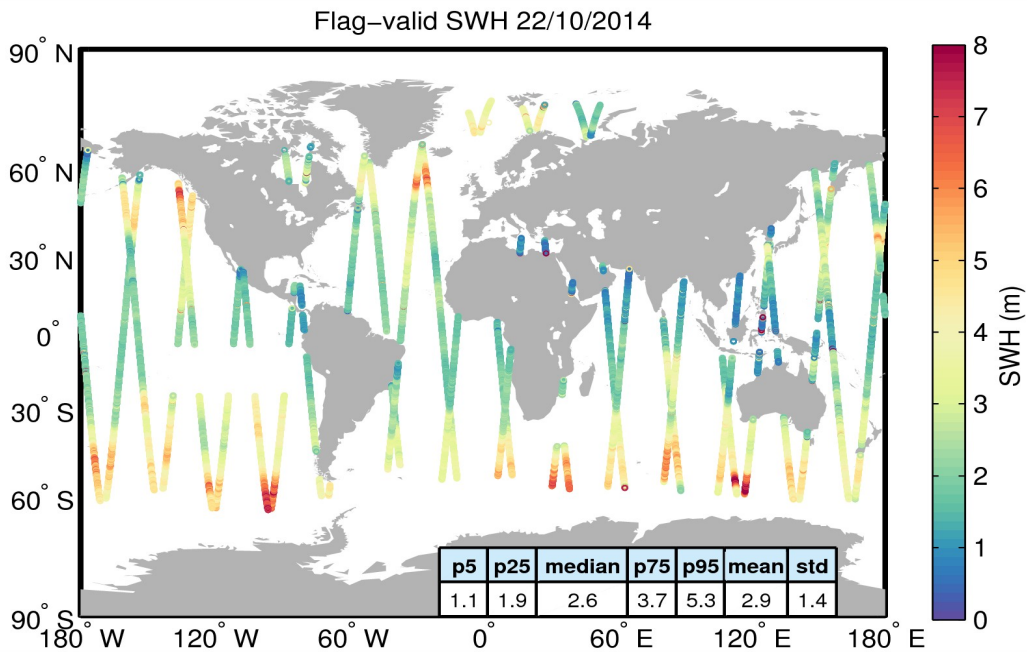 Flag−valid SWH 22/10/2014
90° N
60° N
30° N
0°
30° S
60° S
90° S
180° W
120° W
60° W
0°
60° E
120° E
180° E
p5 p25 median p75 p95 mean std
1.1 1.9 2.6 3.7 5.3 2.9 1.4
8
7
6
5
4
3
2
1
0
SWH (m)